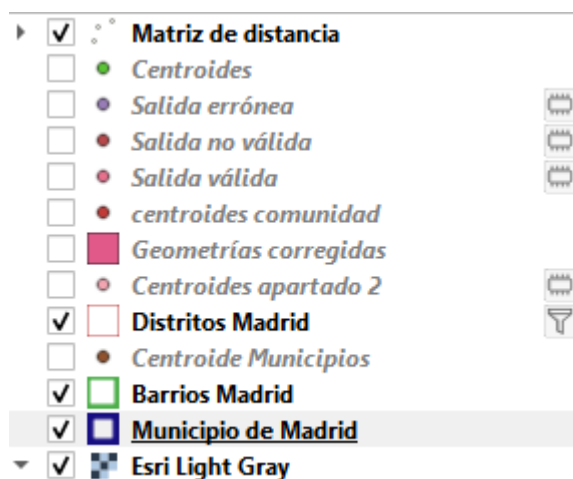 Matriz de distancia
Centroides
Salida errónea
Salida no válida
Salida válida
centroides comunidad
Geometrías corregidas
Centroides apartado 2
Distritos Madrid
Centroide Municipios
Barrios Madrid
Municipio de Madrid
Esri Light Gray